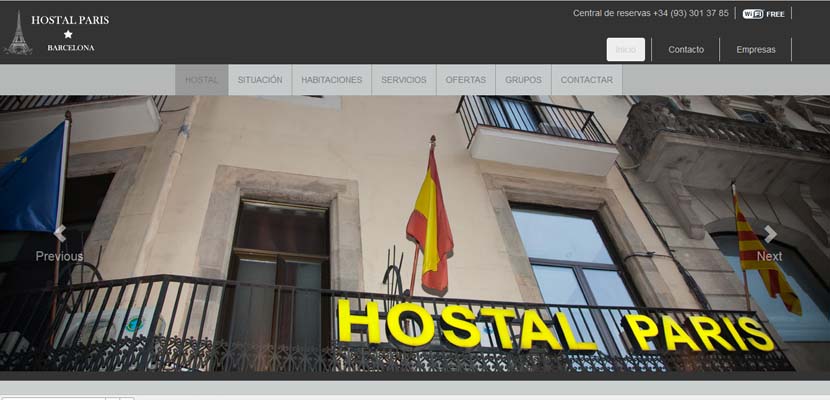 HOSTAL PARIS
BARCELONA
Central de reservas +34 (93) 301 37 85 WiFi FREE
Inicio Contacto Empresas
HOSTAL SITUACIÓN HABITACIONES SERVICIOS OFERTAS GRUPOS CONTACTAR
Previous Next
HOSTAL PARIS